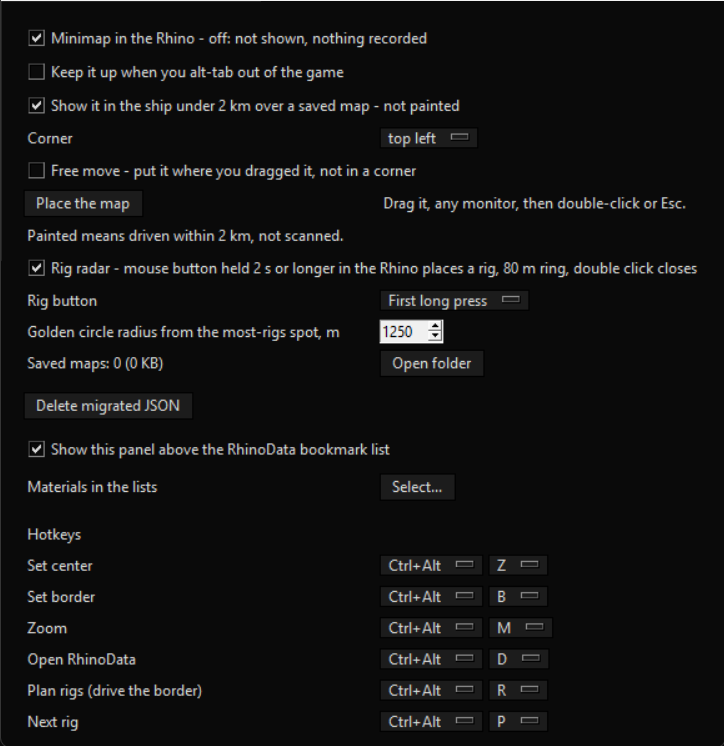 Minimap in the Rhino - off: not shown, nothing recorded
Keep it up when you alt-tab out of the game
Show it in the ship under 2 km over a saved map - not painted
Corner top left
Free move - put it where you dragged it, not in a corner
Place the map Drag it, any monitor, then double-click or Esc.
Painted means driven within 2 km, not scanned.
Rig radar - mouse button held 2 s or longer in the Rhino places a rig, 80 m ring, double click closes
Rig button First long press
Golden circle radius from the most-rigs spot, m 1250
Saved maps: 0 (0 KB) Open folder
Delete migrated JSON
Show this panel above the RhinoData bookmark list
Materials in the lists Select...
Hotkeys
Set center Ctrl+Alt Z
Set border Ctrl+Alt B
Zoom Ctrl+Alt M
Open RhinoData Ctrl+Alt D
Plan rigs (drive the border) Ctrl+Alt R
Next rig Ctrl+Alt P